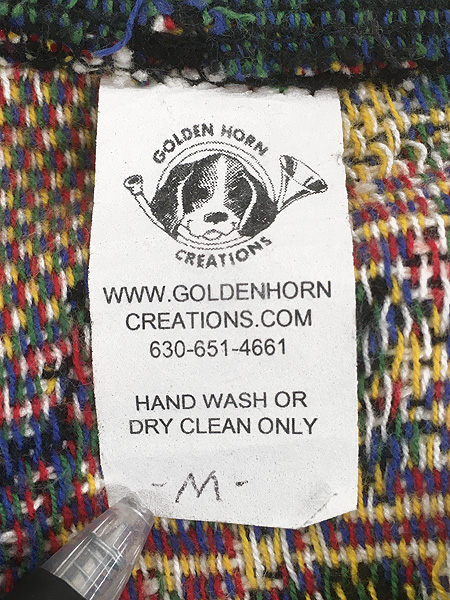 GOLDEN HORN
CREATIONS
WWW.GOLDENHORN
CREATIONS.COM
630-651-4661
HAND WASH OR
DRY CLEAN ONLY
-M-